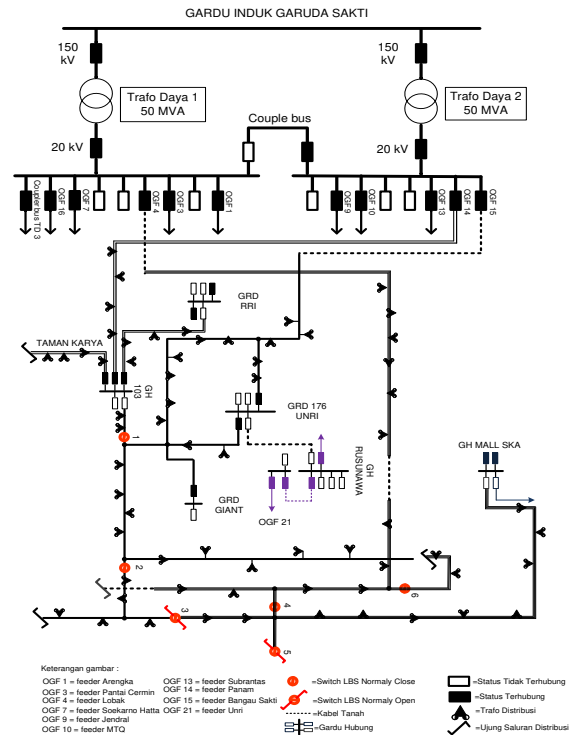 GARDU INDUK GARUDA SAKTI
150
kV
150
kV
Trafo Daya 1
50 MVA
Trafo Daya 2
50 MVA
Couple bus
20 kV
20 kV
Coupler bus TD.3
OGF 16
OGF 7
OGF 4
OGF 3
OGF 1
OGF 9
OGF 10
OGF 13
OGF 14
OGF 15
GRD
RRI
TAMAN KARYA
GH
103
GRD 176
UNRI
1
GH
RUSUNAWA
GH MALL SKA
GRD
GIANT
OGF 21
2
6
4
3
5
Keterangan gambar :
OGF 1 = feeder Arengka
OGF 3 = feeder Pantai Cermin
OGF 4 = feeder Lobak
OGF 7 = feeder Soekarno Hatta
OGF 9 = feeder Jendral
OGF 10 = feeder MTQ
OGF 13 = feeder Subrantas
OGF 14 = feeder Panam
OGF 15 = feeder Bangau Sakti
OGF 21 = feeder Unri
=Switch LBS Normaly Close
=Switch LBS Normaly Open
=Kabel Tanah
=Gardu Hubung
=Status Tidak Terhubung
=Status Terhubung
=Trafo Distribusi
=Ujung Saluran Distribusi